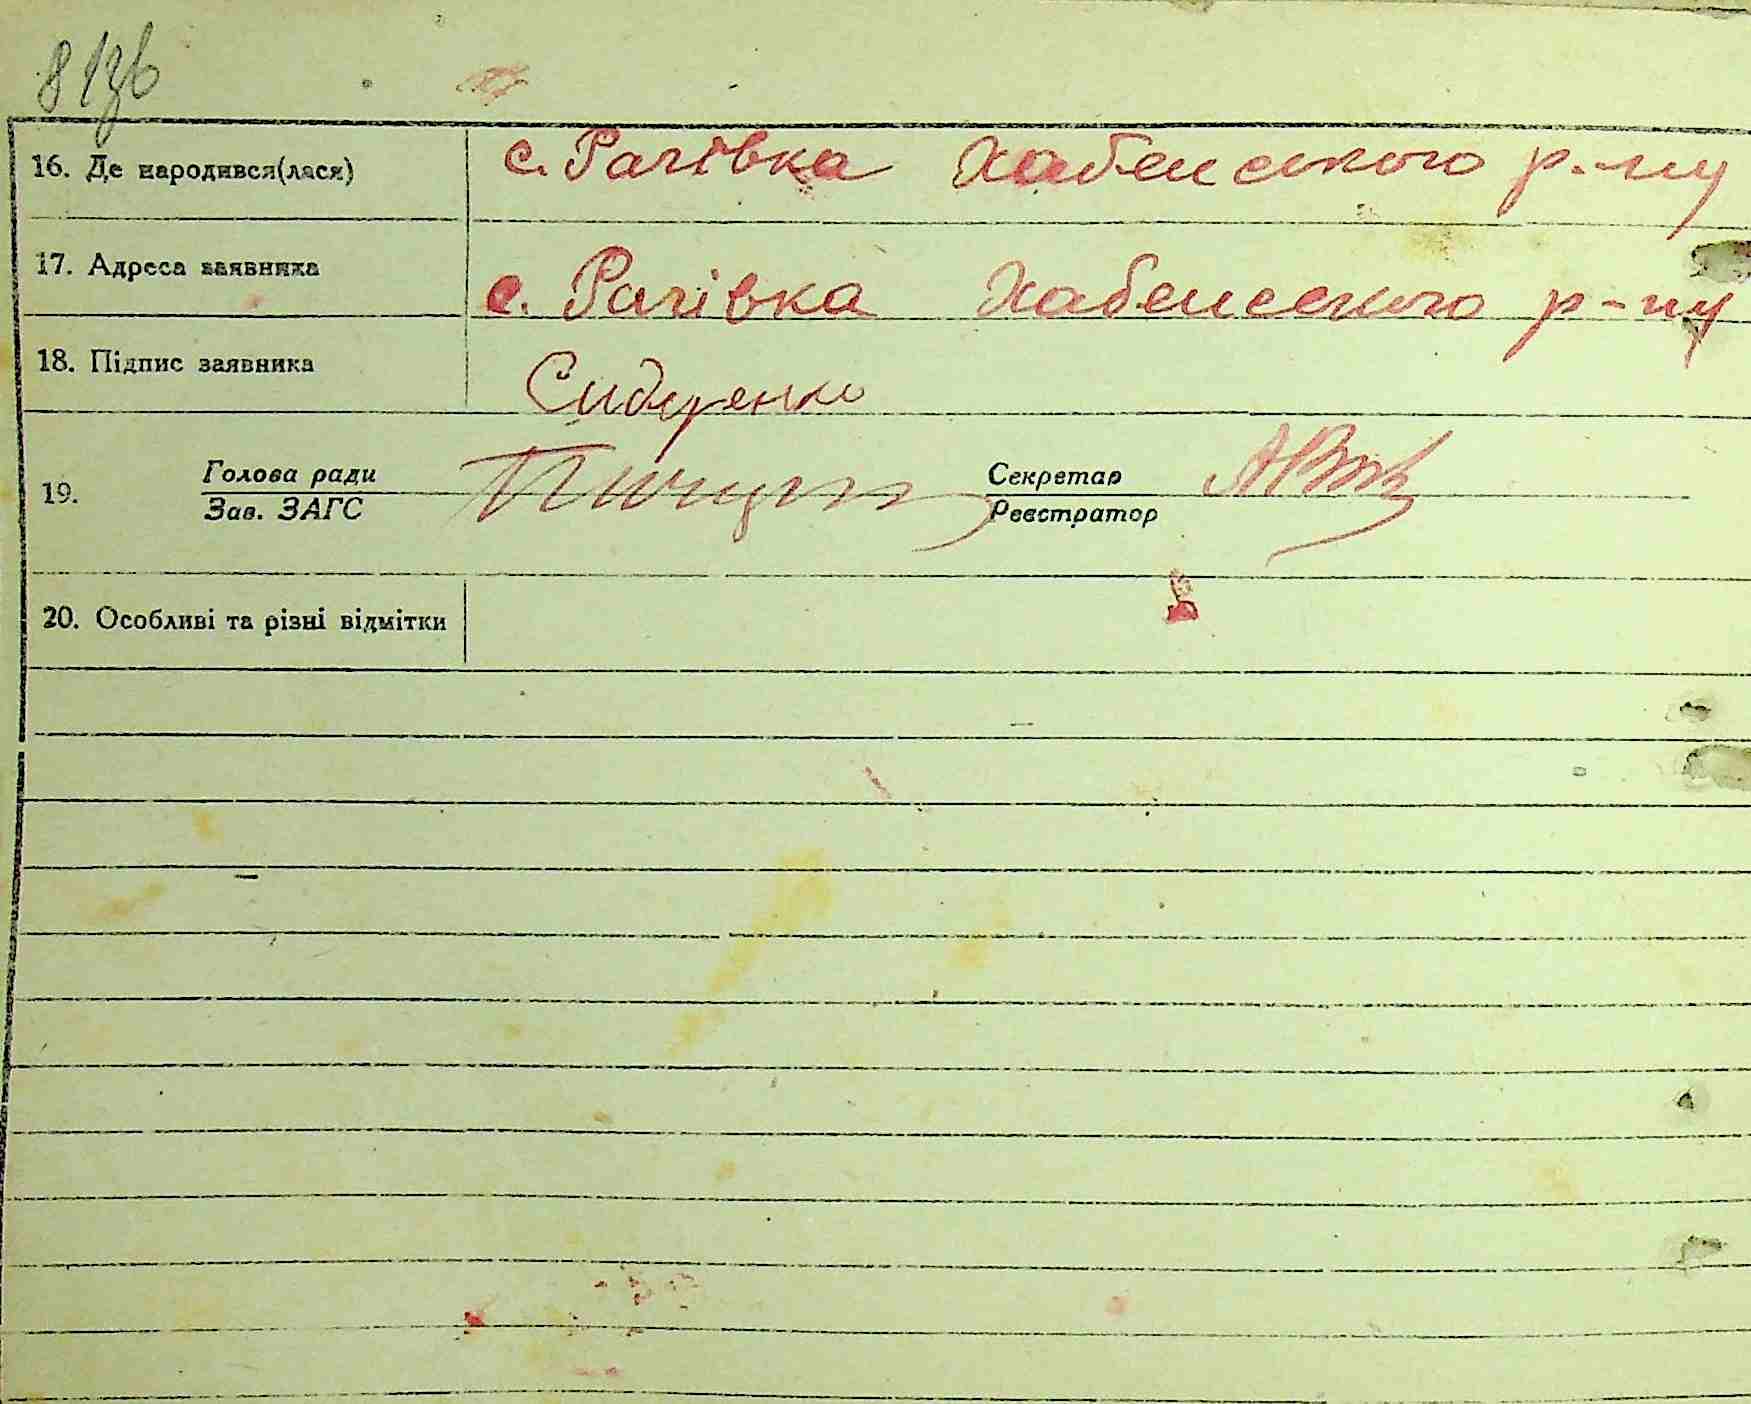 16. Де народився(лася) с. Рагівка Хабенського р-ну
17. Адреса заявника с. Рагівка Хабенського р-ну
18. Підпис заявника Сидоренко
19. Голова ради Секретар
Зав. ЗАГС Реєстратор
20. Особливі та різні відмітки